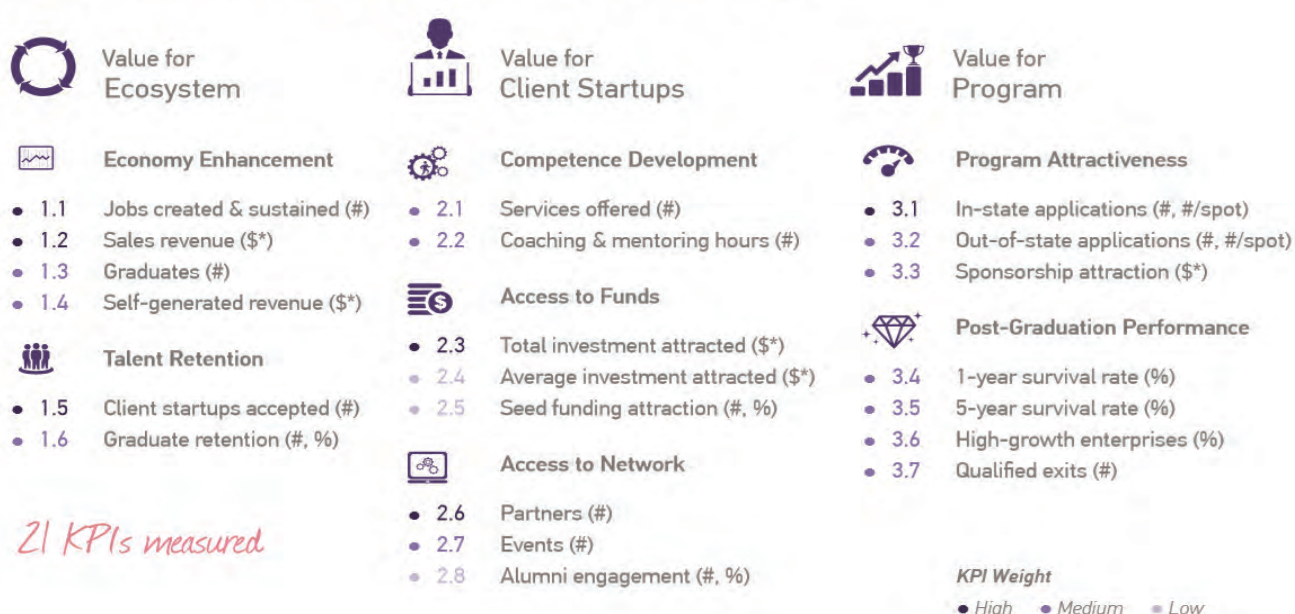 Value for
Ecosystem
Economy Enhancement
1.1 Jobs created & sustained (#)
1.2 Sales revenue ($*)
1.3 Graduates (#)
1.4 Self-generated revenue ($*)
Talent Retention
1.5 Client startups accepted (#)
1.6 Graduate retention (#, %)
21 KPIs measured
Value for
Client Startups
Competence Development
2.1 Services offered (#)
2.2 Coaching & mentoring hours (#)
Access to Funds
2.3 Total investment attracted ($*)
2.4 Average investment attracted ($*)
2.5 Seed funding attraction (#, %)
Access to Network
2.6 Partners (#)
2.7 Events (#)
2.8 Alumni engagement (#, %)
Value for
Program
Program Attractiveness
3.1 In-state applications (#, #/spot)
3.2 Out-of-state applications (#, #/spot)
3.3 Sponsorship attraction ($*)
Post-Graduation Performance
3.4 1-year survival rate (%)
3.5 5-year survival rate (%)
3.6 High-growth enterprises (%)
3.7 Qualified exits (#)
KPI Weight
High Medium Low